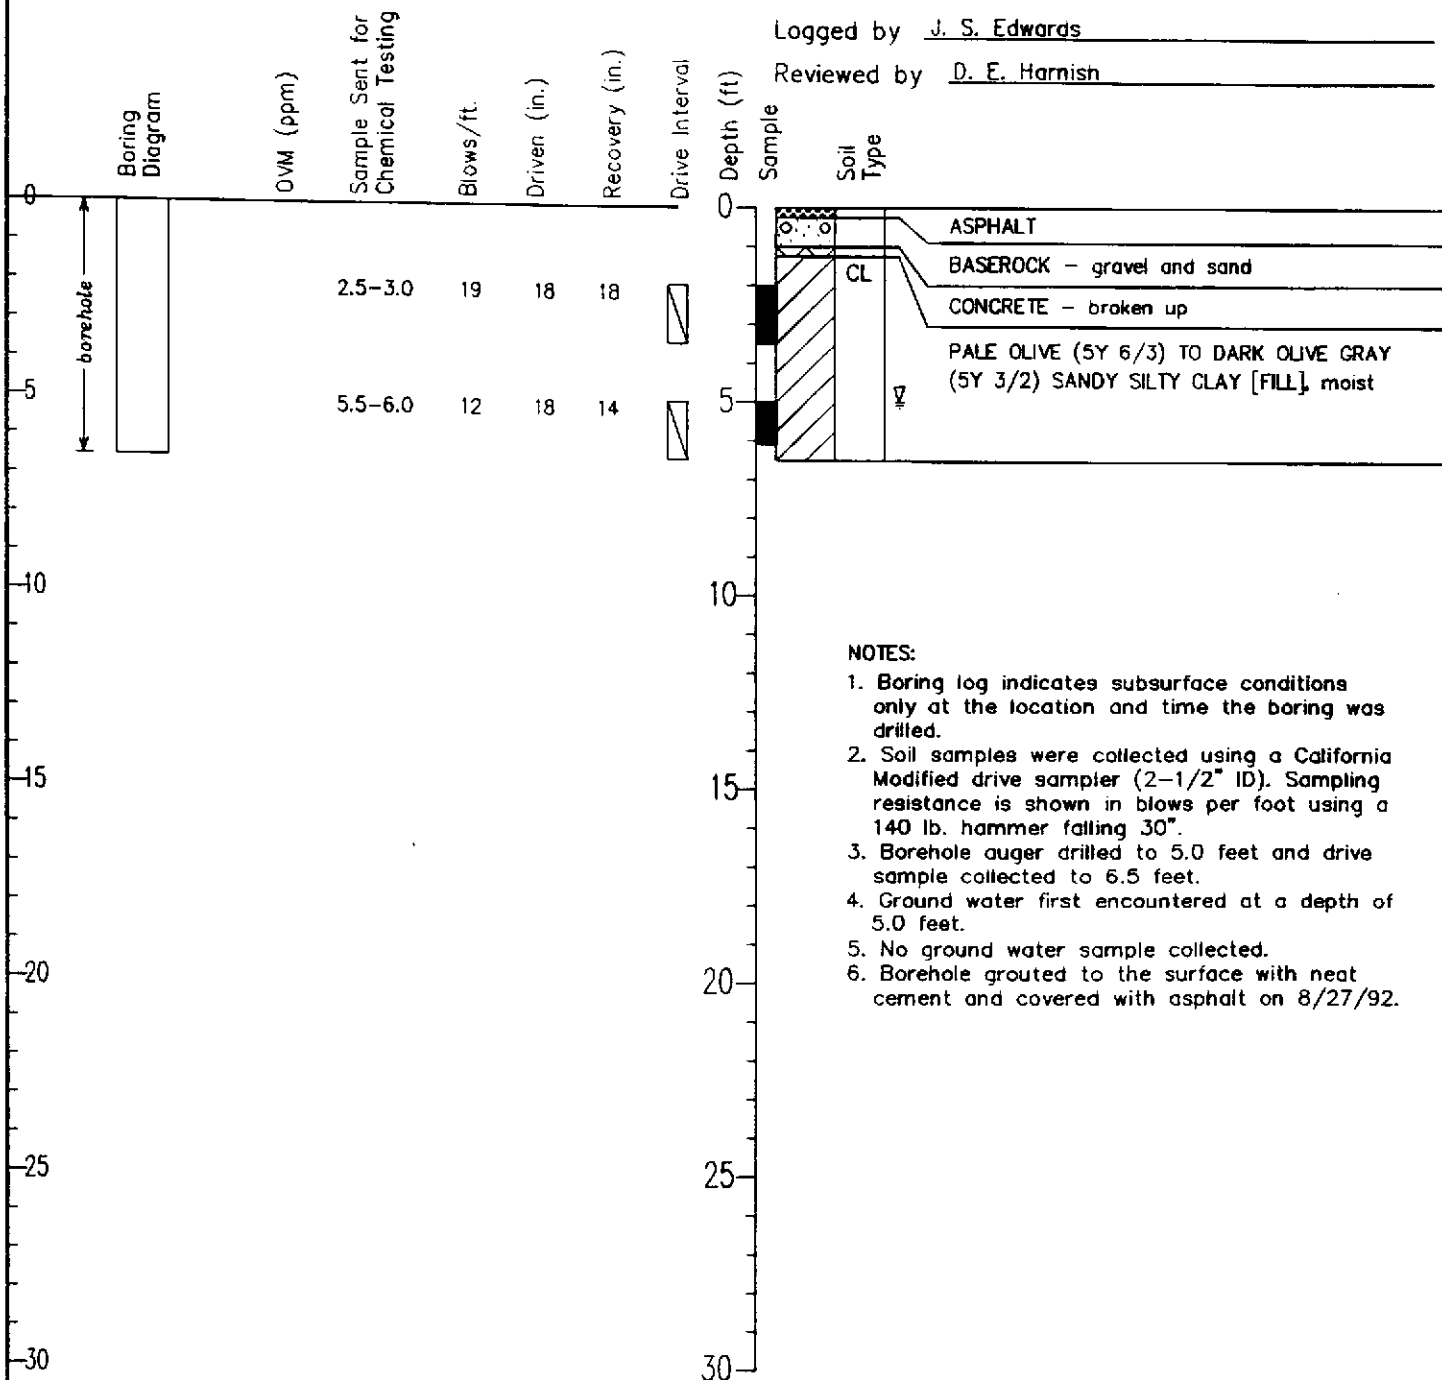 Logged by J. S. Edwards
Reviewed by D. E. Harnish
Boring
Diagram
OVM (ppm)
Sample Sent for
Chemical Testing
Blows/ft.
Driven (in.)
Recovery (in.)
Drive Interval
Depth (ft)
Sample
Soil
Type
0
0
ASPHALT
BASEROCK – gravel and sand
CL
CONCRETE – broken up
borehole
2.5–3.0 19 18 18
PALE OLIVE (5Y 6/3) TO DARK OLIVE GRAY
(5Y 3/2) SANDY SILTY CLAY [FILL], moist
5
5.5–6.0 12 18 14
5
10
10
NOTES:
1. Boring log indicates subsurface conditions
only at the location and time the boring was
drilled.
2. Soil samples were collected using a California
Modified drive sampler (2–1/2" ID). Sampling
resistance is shown in blows per foot using a
140 lb. hammer falling 30".
3. Borehole auger drilled to 5.0 feet and drive
sample collected to 6.5 feet.
4. Ground water first encountered at a depth of
5.0 feet.
5. No ground water sample collected.
6. Borehole grouted to the surface with neat
cement and covered with asphalt on 8/27/92.
15
15
20
20
25
25
30
30